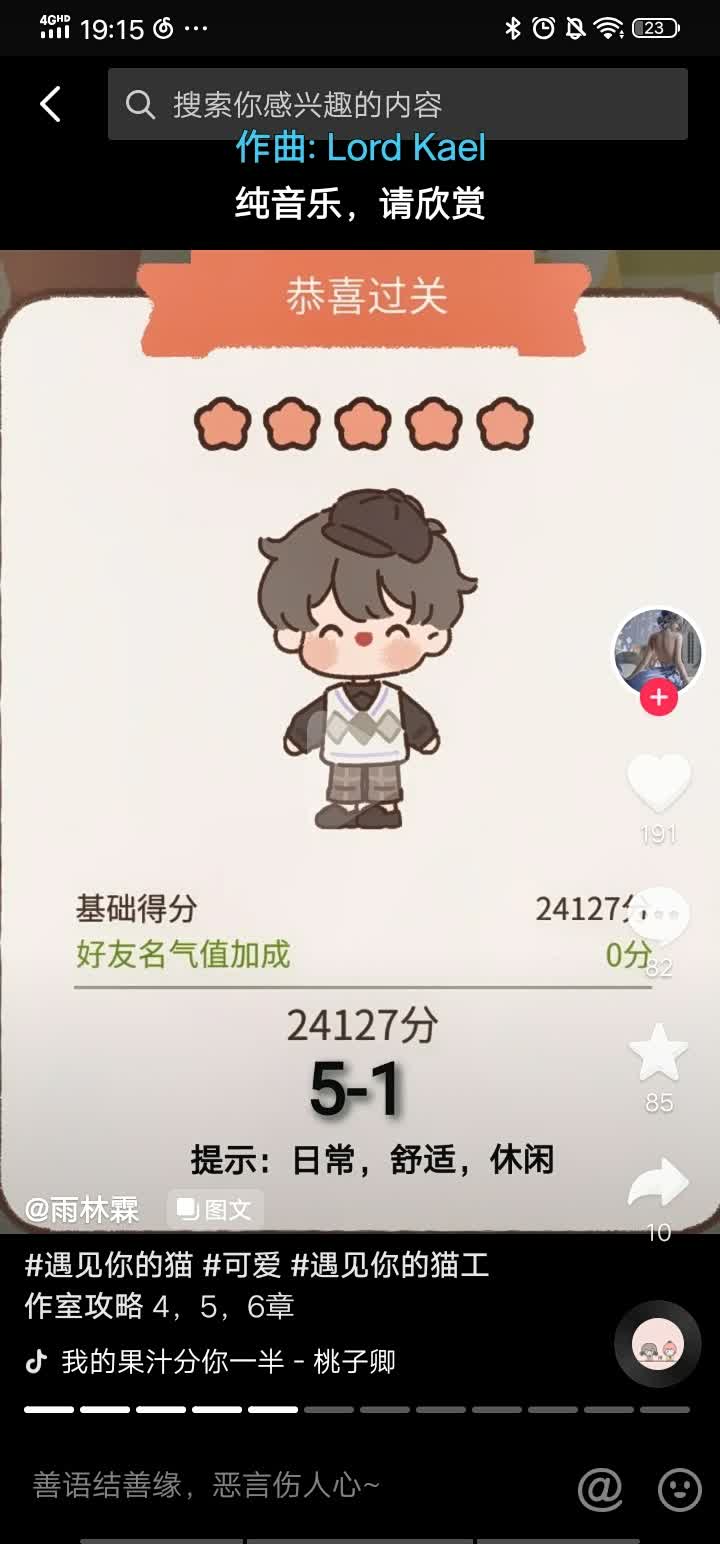 4GHD 19:15 ··· 23
搜索你感兴趣的内容
作曲: Lord Kael
纯音乐，请欣赏
恭喜过关
191
基础得分 24127分
好友名气值加成 0分
82
24127分
5-1
85
提示：日常，舒适，休闲
@雨林霖 图文
10
#遇见你的猫 #可爱 #遇见你的猫工
作室攻略 4，5，6章
我的果汁分你一半 - 桃子卿
善语结善缘，恶言伤人心~
@